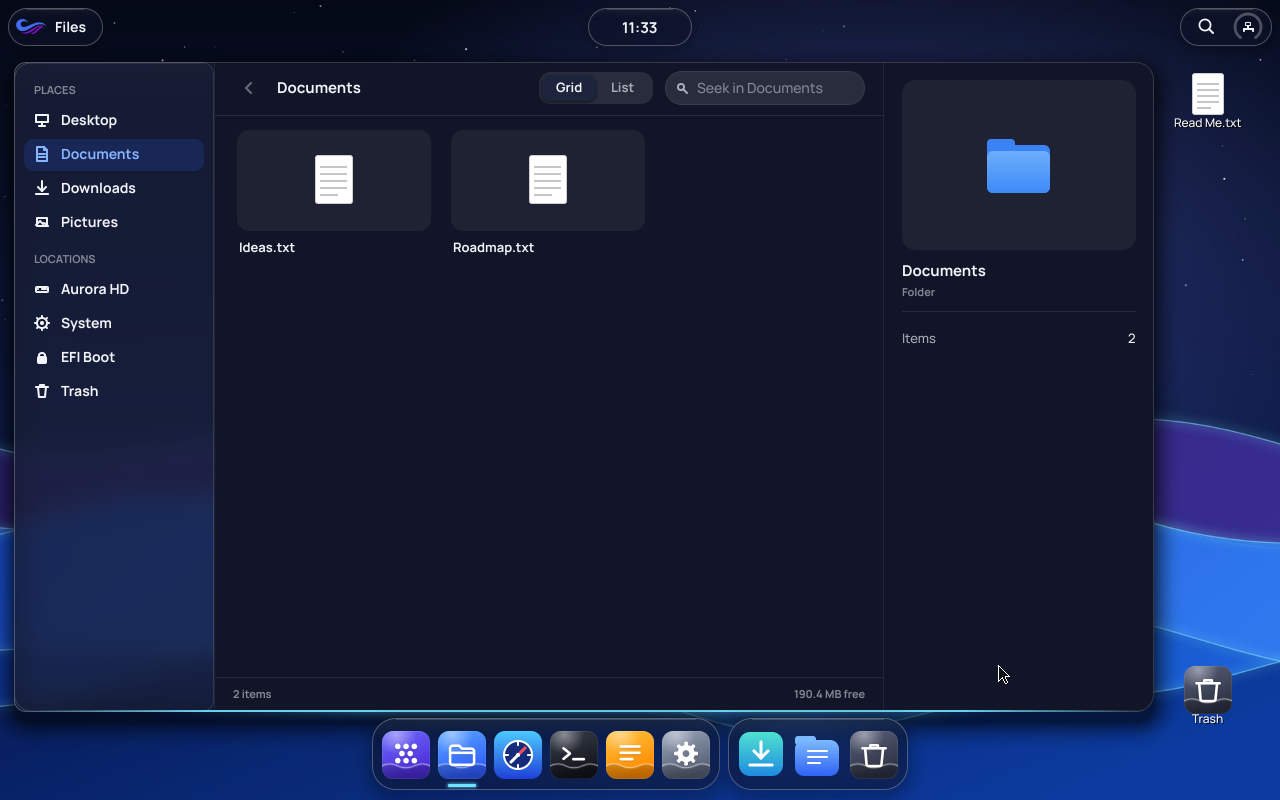 Files
11:33
PLACES
Desktop
Documents
Downloads
Pictures
LOCATIONS
Aurora HD
System
EFI Boot
Trash
Documents
Grid
List
Seek in Documents
Ideas.txt
Roadmap.txt
2 items
190.4 MB free
Documents
Folder
Items
2
Read Me.txt
Trash